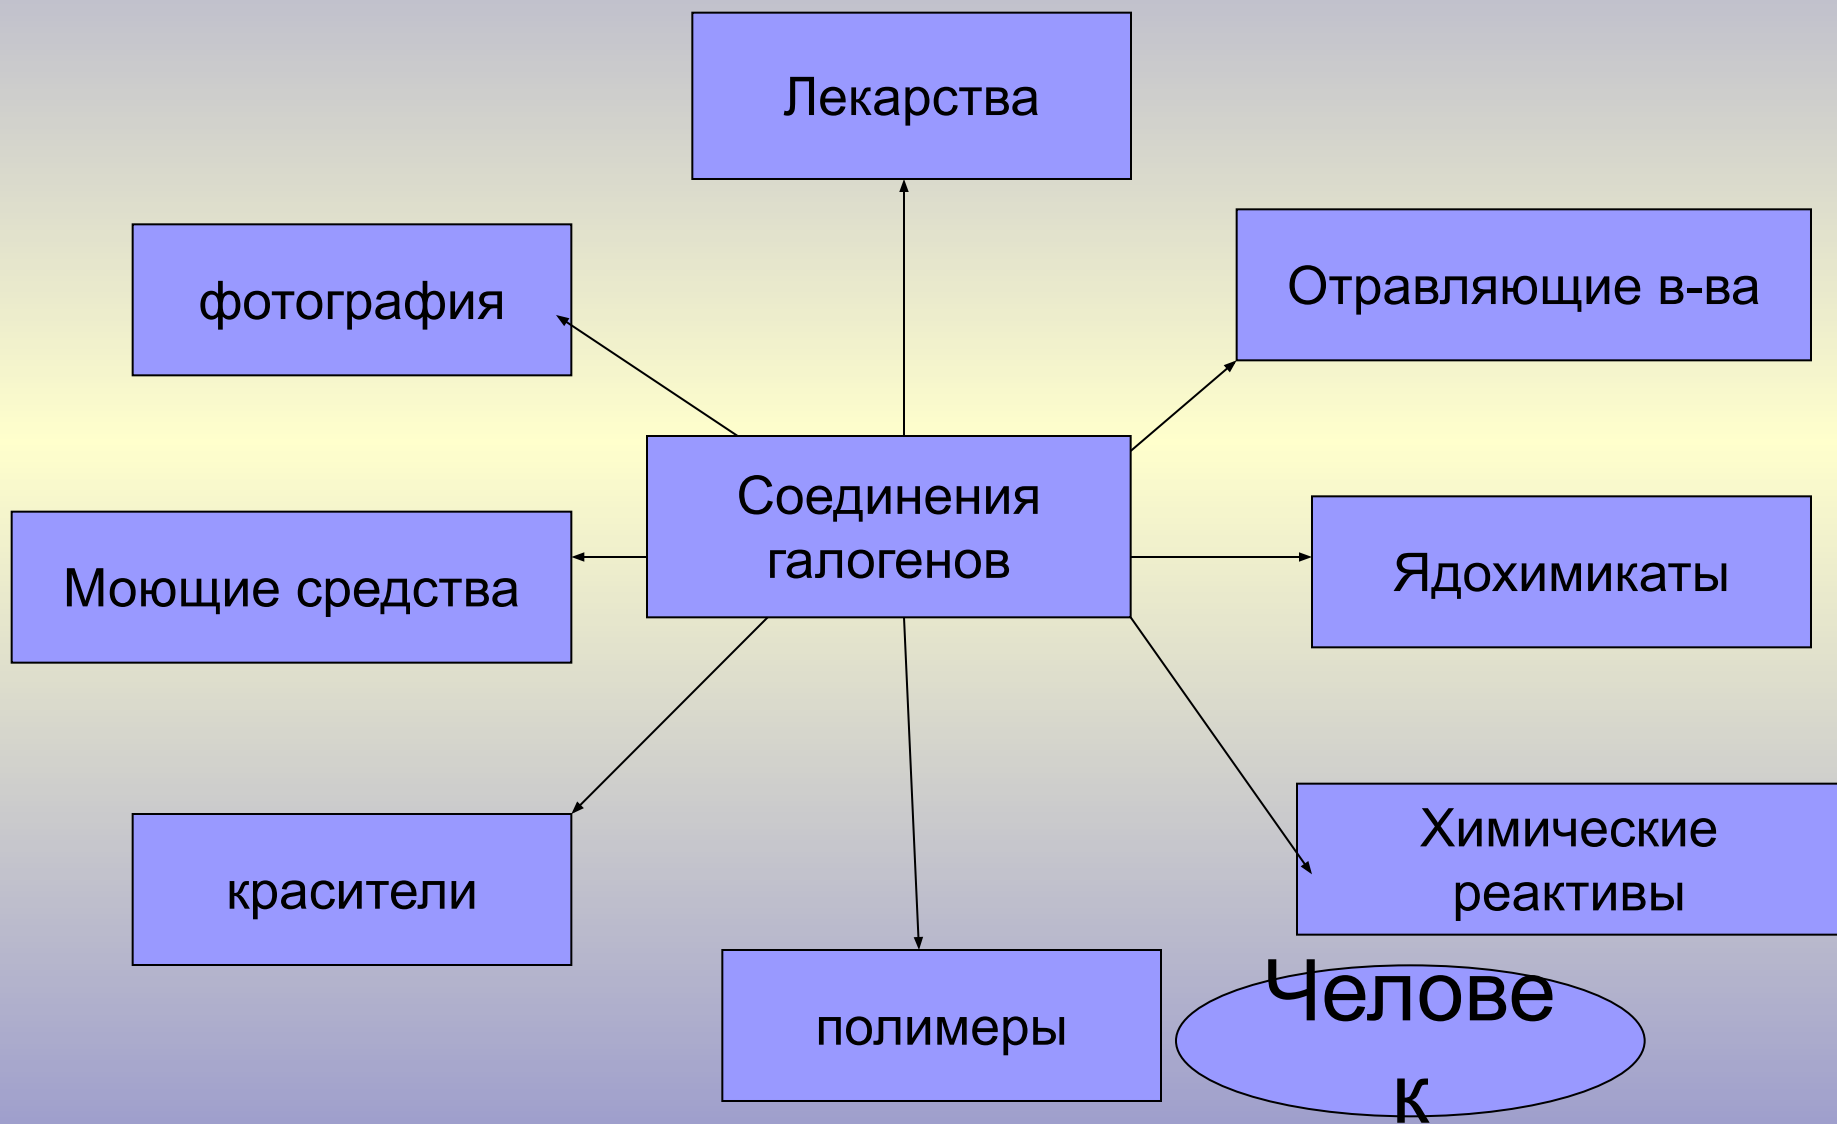 Лекарства
фотография
Отравляющие в-ва
Соединения
галогенов
Моющие средства
Ядохимикаты
красители
Химические
реактивы
полимеры
Челове
к